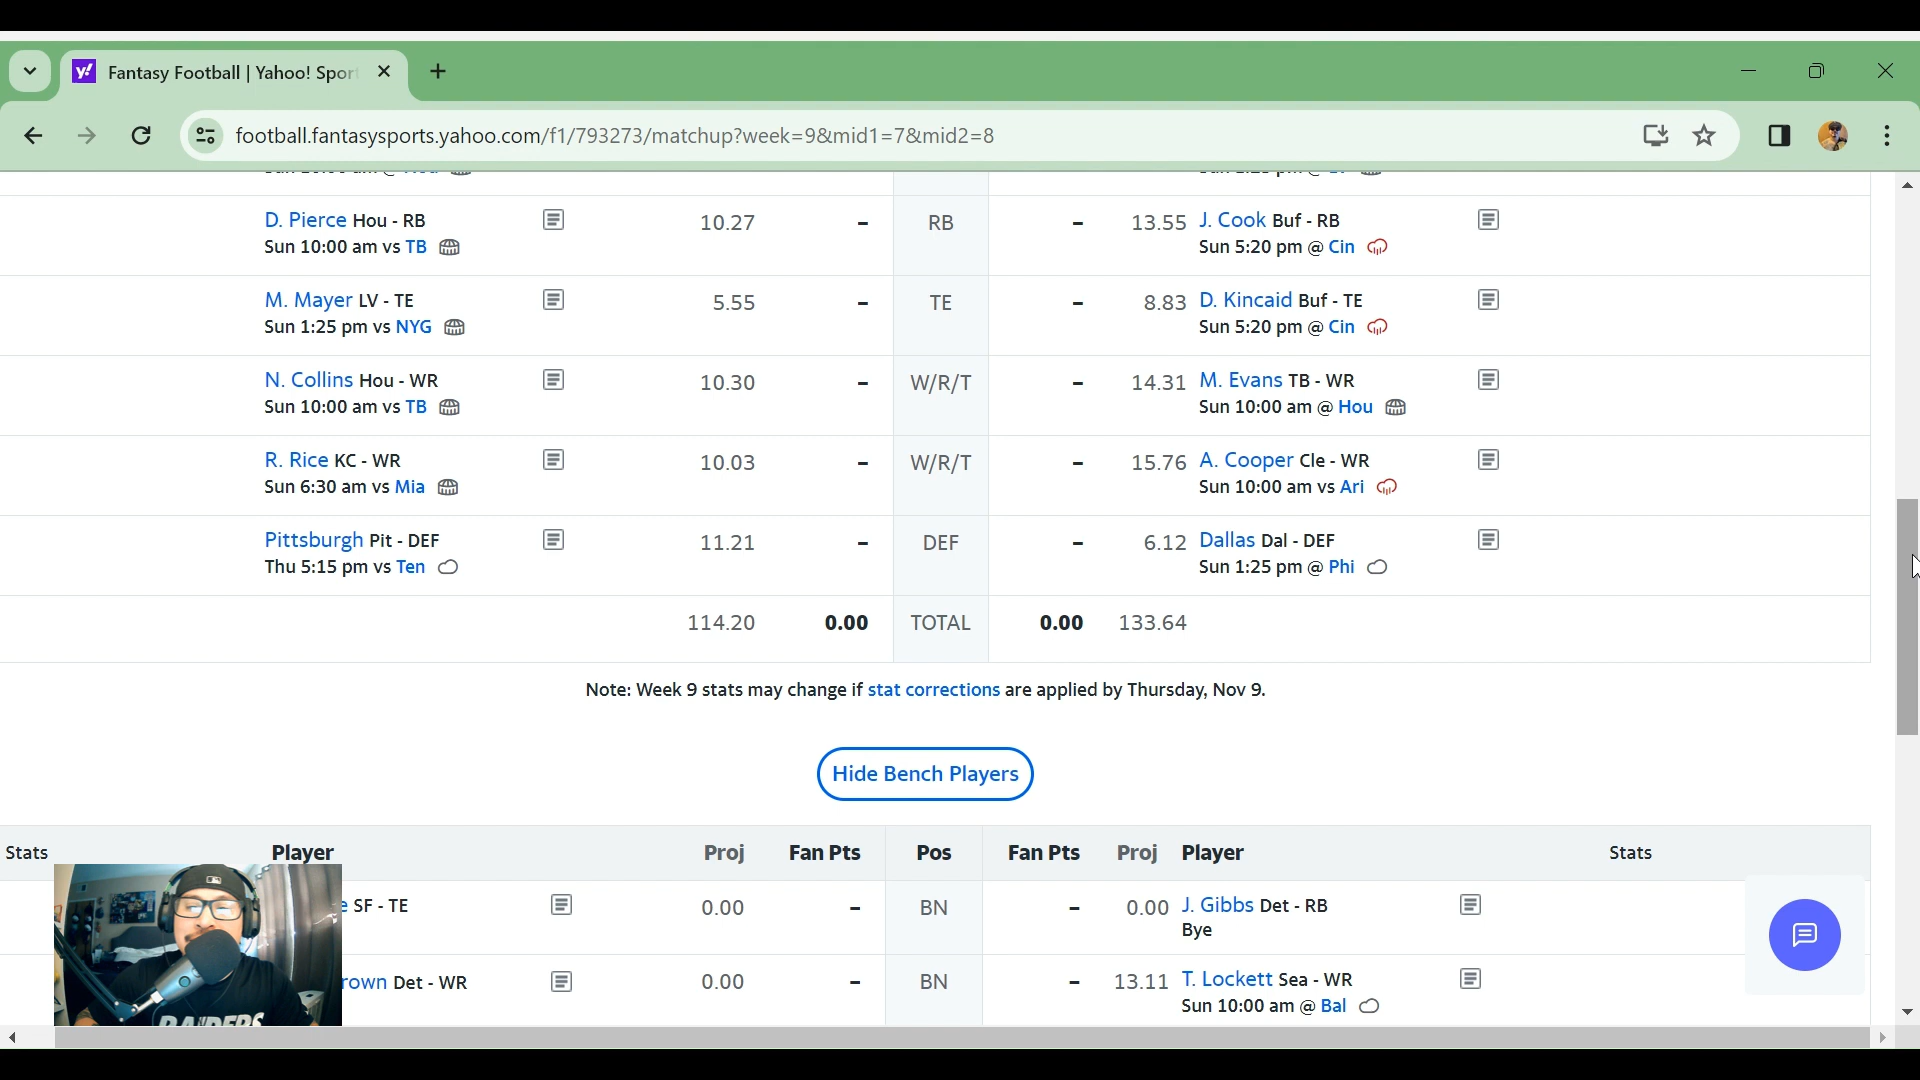 Fantasy Football | Yahoo! Spor
football.fantasysports.yahoo.com/f1/793273/matchup?week=9&mid1=7&mid2=8
D. Pierce Hou - RB 10.27 – RB – 13.55 J. Cook Buf - RB
Sun 10:00 am vs TB Sun 5:20 pm @ Cin
M. Mayer LV - TE 5.55 – TE – 8.83 D. Kincaid Buf - TE
Sun 1:25 pm vs NYG Sun 5:20 pm @ Cin
N. Collins Hou - WR 10.30 – W/R/T – 14.31 M. Evans TB - WR
Sun 10:00 am vs TB Sun 10:00 am @ Hou
R. Rice KC - WR 10.03 – W/R/T – 15.76 A. Cooper Cle - WR
Sun 6:30 am vs Mia Sun 10:00 am vs Ari
Pittsburgh Pit - DEF 11.21 – DEF – 6.12 Dallas Dal - DEF
Thu 5:15 pm vs Ten Sun 1:25 pm @ Phi
114.20 0.00 TOTAL 0.00 133.64
Note: Week 9 stats may change if stat corrections are applied by Thursday, Nov 9.
Hide Bench Players
Stats Player Proj Fan Pts Pos Fan Pts Proj Player Stats
SF - TE 0.00 – BN – 0.00 J. Gibbs Det - RB
Bye
rown Det - WR 0.00 – BN – 13.11 T. Lockett Sea - WR
Sun 10:00 am @ Bal
RAIDERS